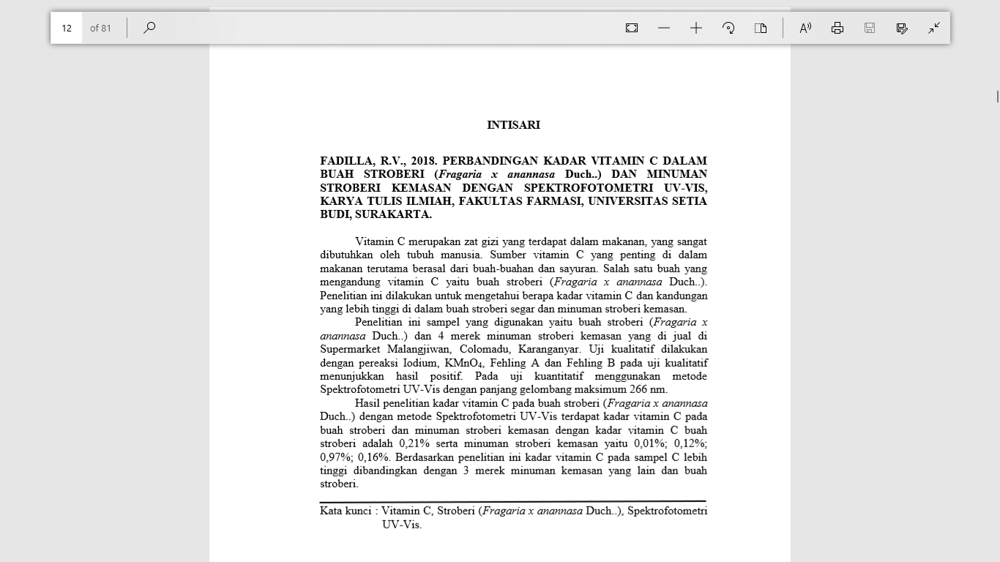 12 of 81
INTISARI
FADILLA, R.V., 2018. PERBANDINGAN KADAR VITAMIN C DALAM
BUAH STROBERI (Fragaria x anannasa Duch..) DAN MINUMAN
STROBERI KEMASAN DENGAN SPEKTROFOTOMETRI UV-VIS,
KARYA TULIS ILMIAH, FAKULTAS FARMASI, UNIVERSITAS SETIA
BUDI, SURAKARTA.
Vitamin C merupakan zat gizi yang terdapat dalam makanan, yang sangat
dibutuhkan oleh tubuh manusia. Sumber vitamin C yang penting di dalam
makanan terutama berasal dari buah-buahan dan sayuran. Salah satu buah yang
mengandung vitamin C yaitu buah stroberi (Fragaria x anannasa Duch..).
Penelitian ini dilakukan untuk mengetahui berapa kadar vitamin C dan kandungan
yang lebih tinggi di dalam buah stroberi segar dan minuman stroberi kemasan.
Penelitian ini sampel yang digunakan yaitu buah stroberi (Fragaria x
anannasa Duch..) dan 4 merek minuman stroberi kemasan yang di jual di
Supermarket Malangjiwan, Colomadu, Karanganyar. Uji kualitatif dilakukan
dengan pereaksi Iodium, KMnO₄, Fehling A dan Fehling B pada uji kualitatif
menunjukkan hasil positif. Pada uji kuantitatif menggunakan metode
Spektrofotometri UV-Vis dengan panjang gelombang maksimum 266 nm.
Hasil penelitian kadar vitamin C pada buah stroberi (Fragaria x anannasa
Duch..) dengan metode Spektrofotometri UV-Vis terdapat kadar vitamin C pada
buah stroberi dan minuman stroberi kemasan dengan kadar vitamin C buah
stroberi adalah 0,21% serta minuman stroberi kemasan yaitu 0,01%; 0,12%;
0,97%; 0,16%. Berdasarkan penelitian ini kadar vitamin C pada sampel C lebih
tinggi dibandingkan dengan 3 merek minuman kemasan yang lain dan buah
stroberi.
Kata kunci : Vitamin C, Stroberi (Fragaria x anannasa Duch..), Spektrofotometri
UV-Vis.